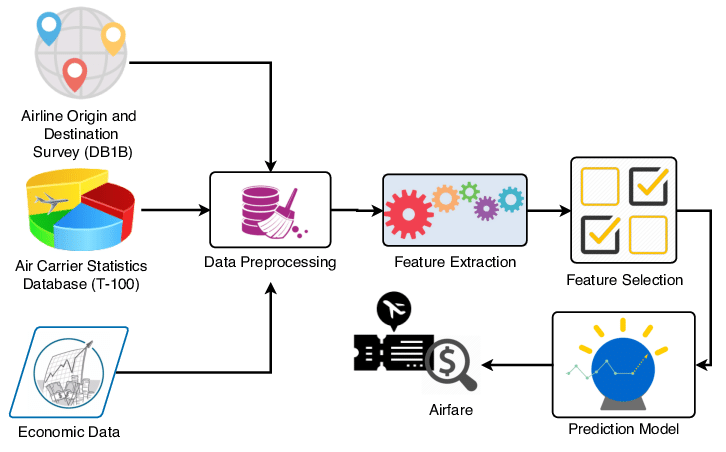 Airline Origin and
Destination
Survey (DB1B)
Air Carrier Statistics
Database (T-100)
Data Preprocessing
Feature Extraction
Feature Selection
Economic Data
$
Airfare
Prediction Model